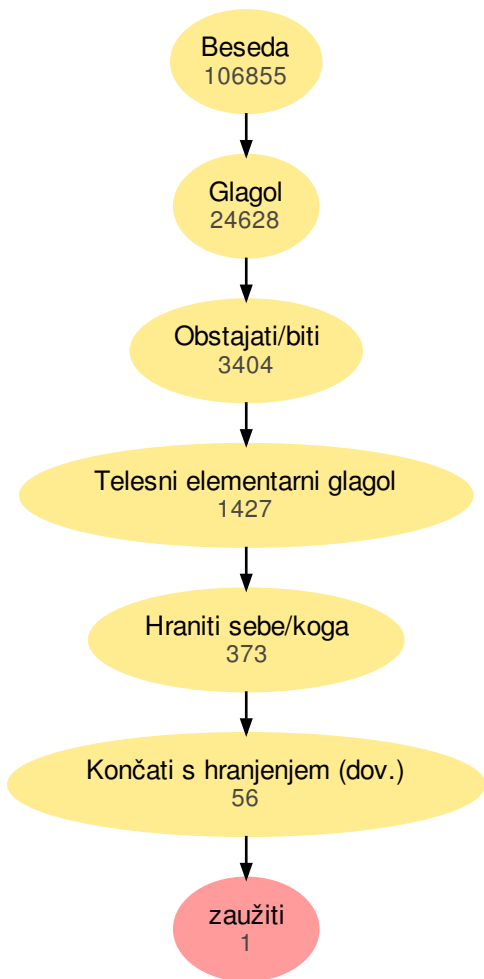 Beseda
106855
Glagol
24628
Obstajati/biti
3404
Telesni elementarni glagol
1427
Hraniti sebe/koga
373
Končati s hranjenjem (dov.)
56
zaužiti
1